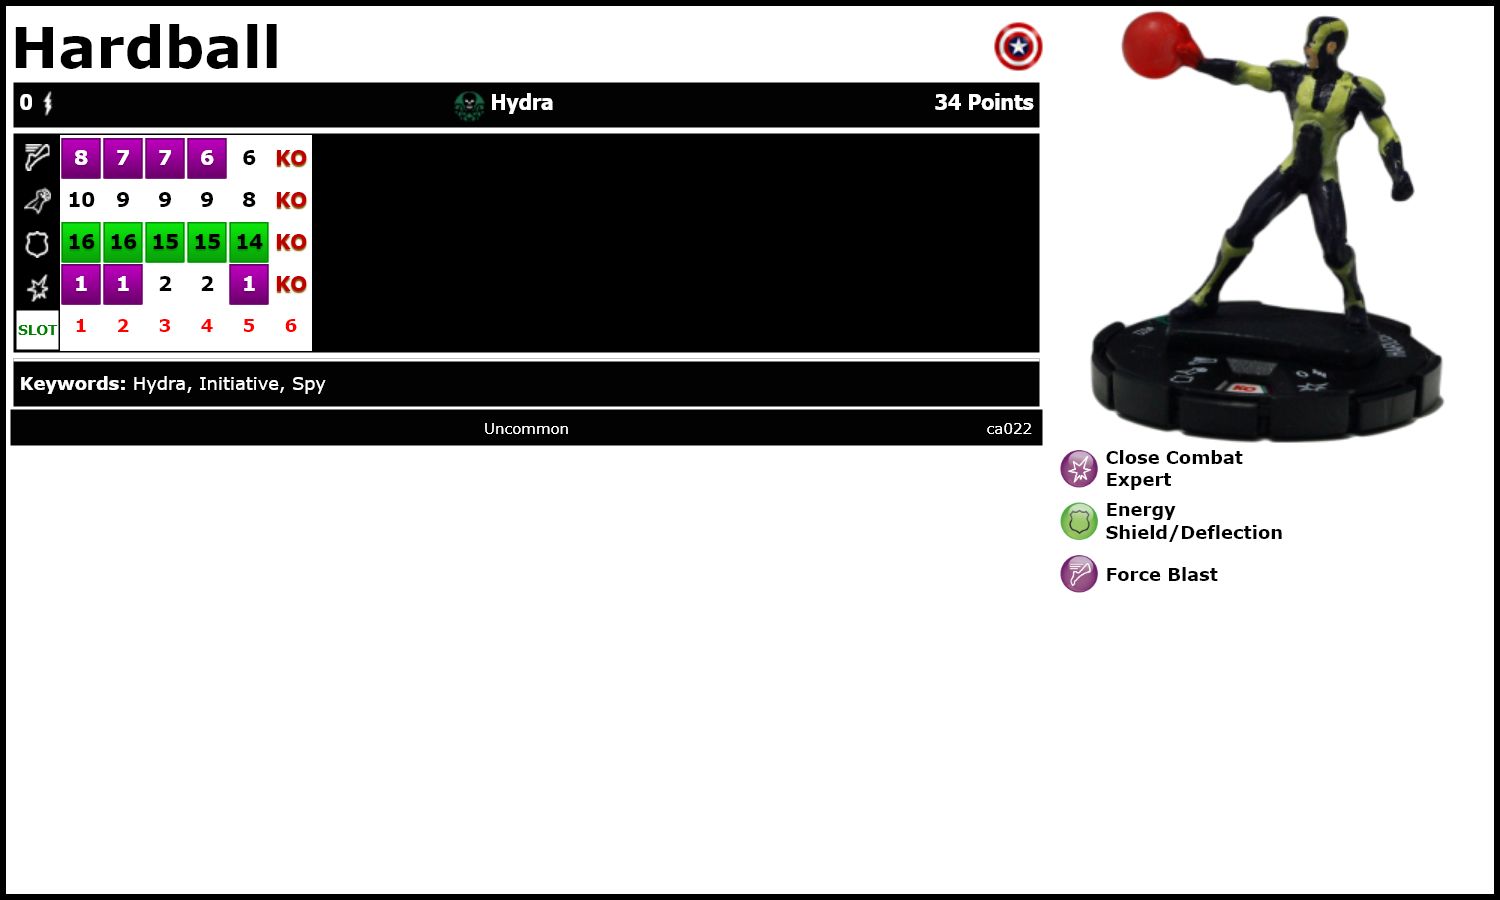 Hardball
0 Hydra 34 Points
8 7 7 6 6 KO
10 9 9 9 8 KO
16 16 15 15 14 KO
1 1 2 2 1 KO
SLOT 1 2 3 4 5 6
Keywords: Hydra, Initiative, Spy
Uncommon ca022
KO
Close Combat
Expert
Energy
Shield/Deflection
Force Blast